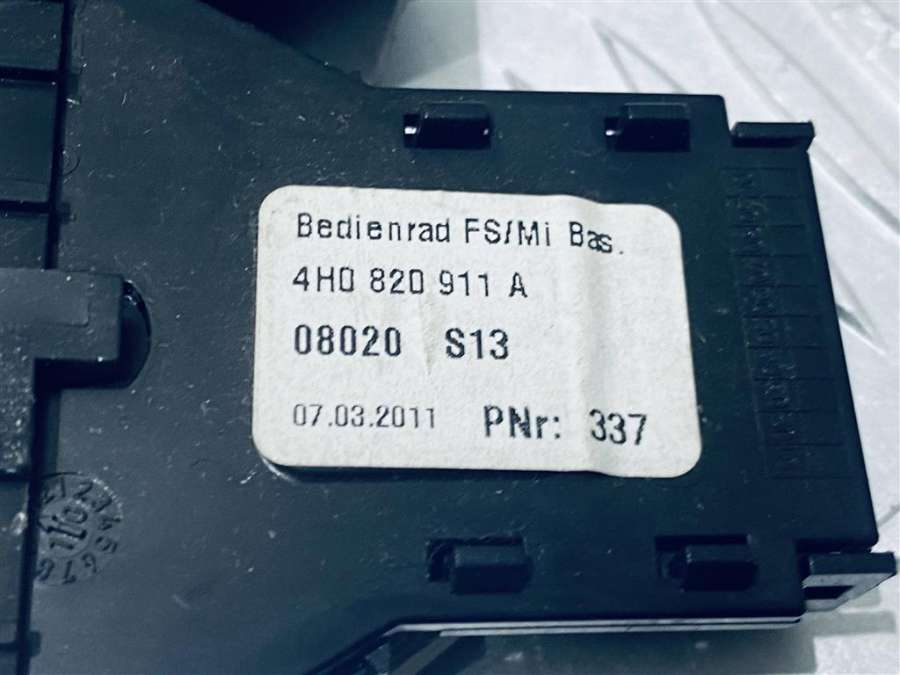 Bedienrad FS/Mi Bas.
4H0 820 911 A
08020 S13
07.03.2011 PNr: 337